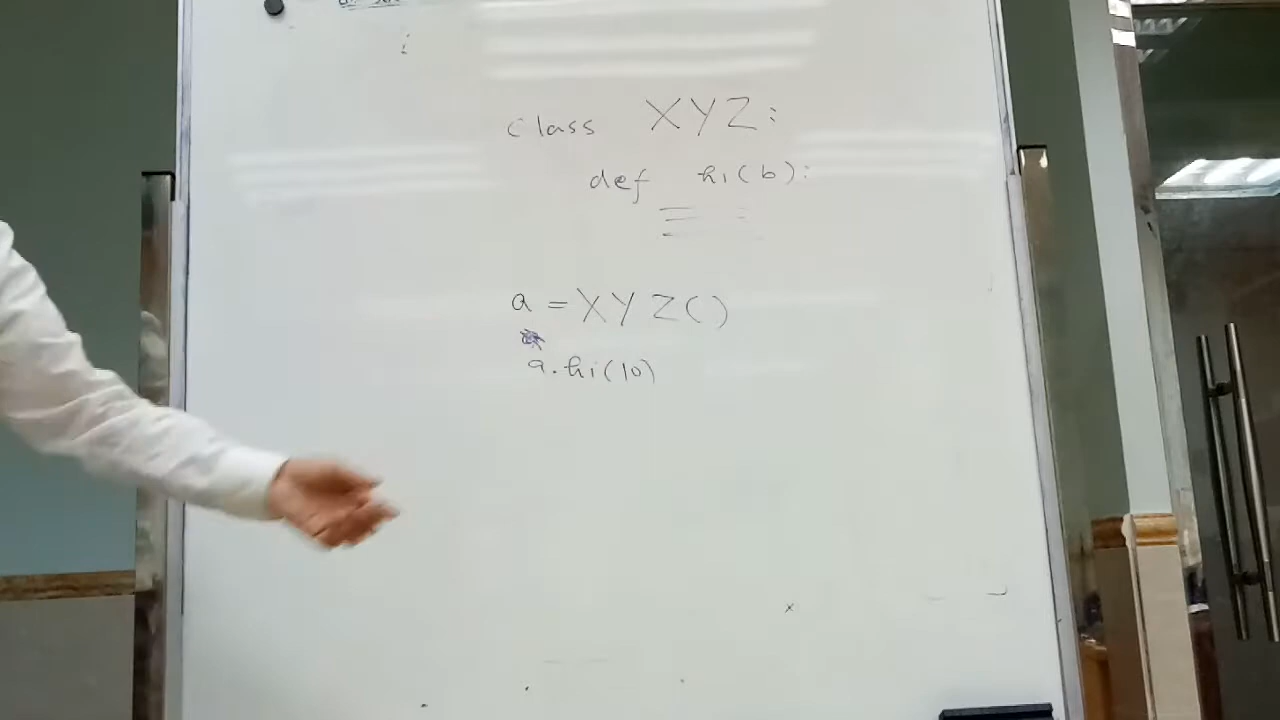 i
class XYZ:
def hi(b):
a = XYZ()
a.hi(10)